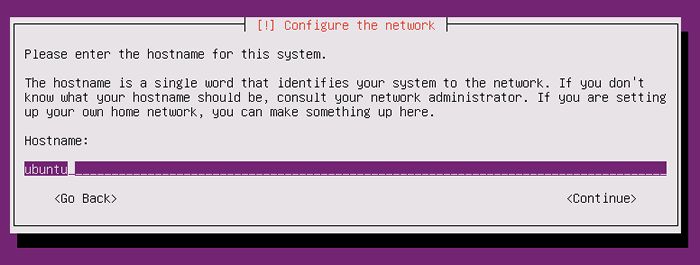 [!] Configure the network
Please enter the hostname for this system.
The hostname is a single word that identifies your system to the network. If you don't
know what your hostname should be, consult your network administrator. If you are setting
up your own home network, you can make something up here.
Hostname:
ubuntu
<Go Back> <Continue>